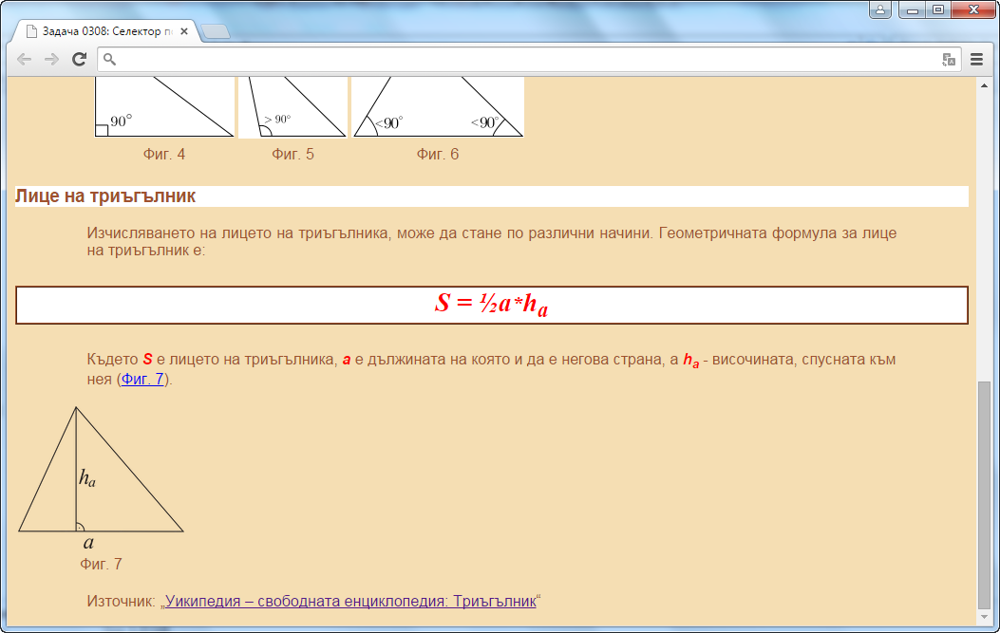 Задача 0308: Селектор п
90°
> 90°
<90°
<90°
Фиг. 4
Фиг. 5
Фиг. 6
Лице на триъгълник
Изчисляването на лицето на триъгълника, може да стане по различни начини. Геометричната формула за лице
на триъгълник е:
S = ½a*hₐ
Където S е лицето на триъгълника, a е дължината на която и да е негова страна, а hₐ - височината, спусната към
нея (Фиг. 7).
hₐ
a
Фиг. 7
Източник: „Уикипедия – свободната енциклопедия: Триъгълник“